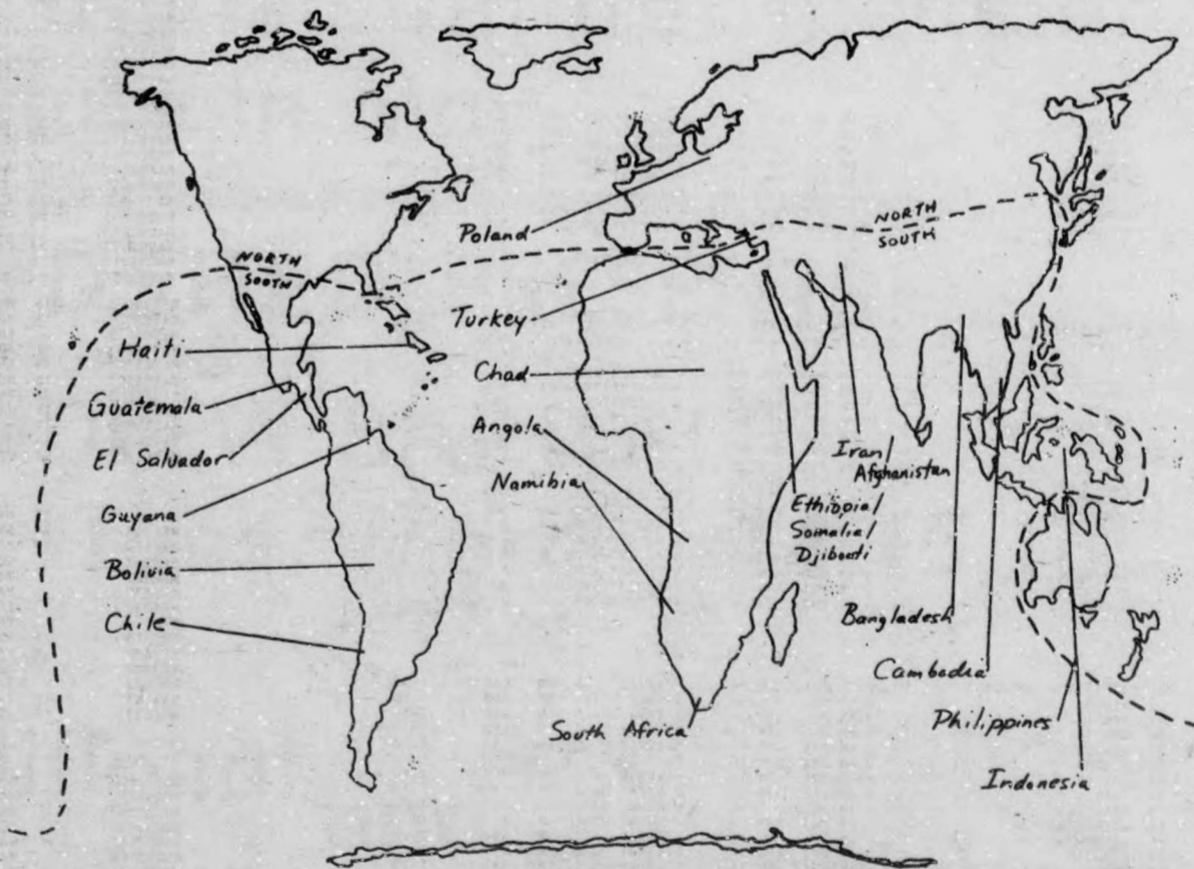 NORTH
SOUTH
Haiti
Guatemala
El Salvador
Guyana
Bolivia
Chile
Poland
Turkey
Chad
Angola
Namibia
South Africa
NORTH
SOUTH
Iran/
Afghanistan
Ethiopia/
Somalia/
Djibouti
Bangladesh
Cambodia
Philippines
Indonesia